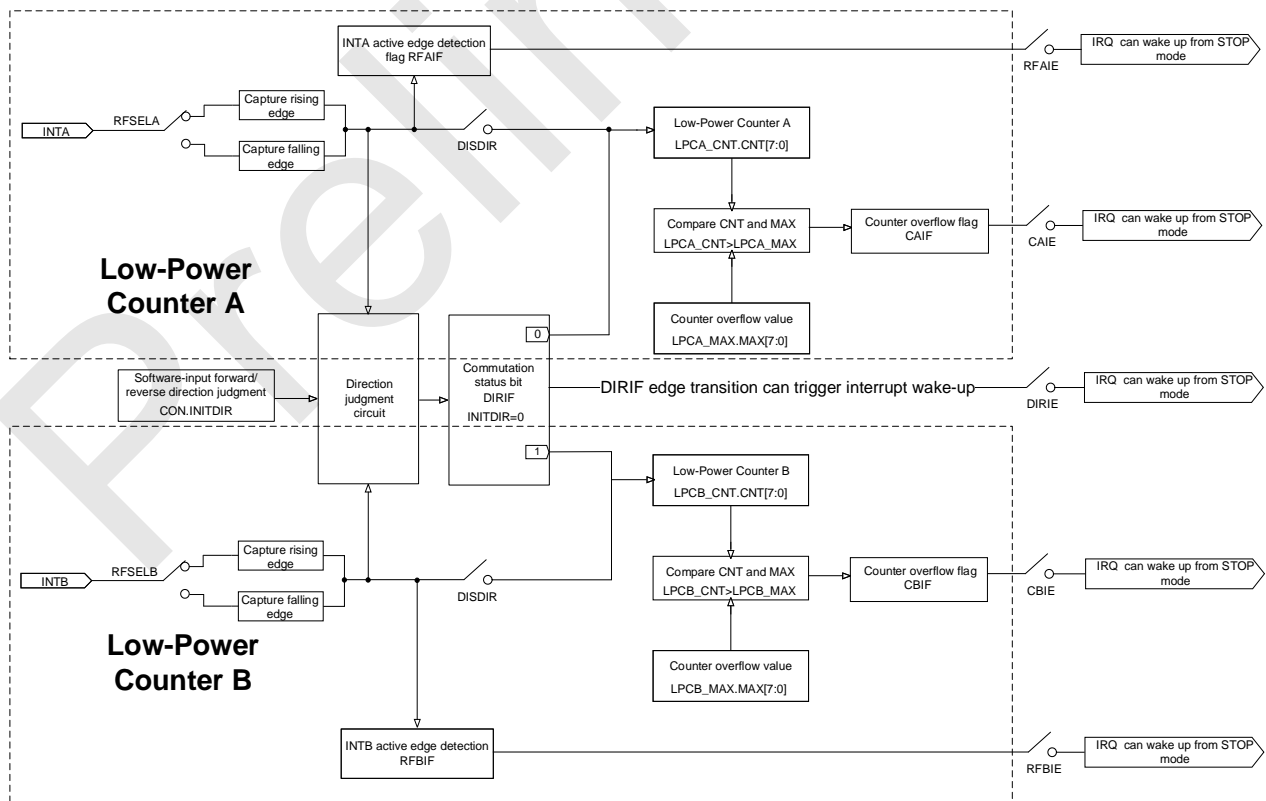 INTA active edge detection
flag RFAIF
RFAIE
IRQ can wake up from STOP
mode
INTA
RFSELA
Capture rising
edge
Capture falling
edge
DISDIR
Low-Power Counter A
LPCA_CNT.CNT[7:0]
Compare CNT and MAX
LPCA_CNT>LPCA_MAX
Counter overflow flag
CAIF
CAIE
IRQ can wake up from STOP
mode
Counter overflow value
LPCA_MAX.MAX[7:0]
Low-Power
Counter A
Software-input forward/
reverse direction judgment
CON.INITDIR
Direction
judgment
circuit
0
Commutation
status bit
DIRIF
INITDIR=0
1
DIRIF edge transition can trigger interrupt wake-up
DIRIE
IRQ can wake up from STOP
mode
INTB
RFSELB
Capture rising
edge
Capture falling
edge
DISDIR
Low-Power Counter B
LPCB_CNT.CNT[7:0]
Compare CNT and MAX
LPCB_CNT>LPCB_MAX
Counter overflow flag
CBIF
CBIE
IRQ can wake up from STOP
mode
Counter overflow value
LPCB_MAX.MAX[7:0]
Low-Power
Counter B
INTB active edge detection
RFBIF
RFBIE
IRQ can wake up from STOP
mode
Prelin